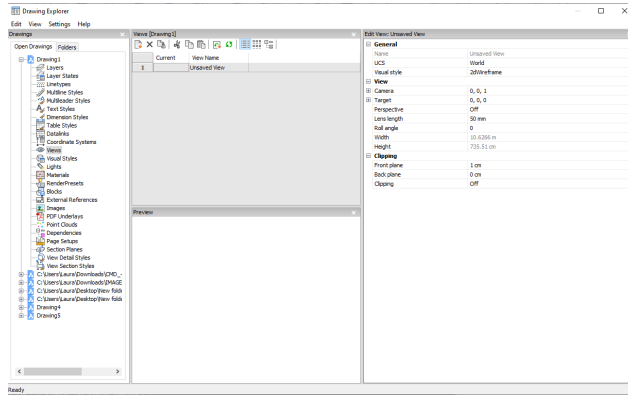 Drawing Explorer
Edit View Settings Help
Drawings
Open Drawings Folders
Drawing1
Layers
Layer States
Linetypes
Multiline Styles
Multileader Styles
Text Styles
Dimension Styles
Table Styles
Datalinks
Coordinate Systems
Views
Visual Styles
Lights
Materials
RenderPresets
Blocks
External References
Images
PDF Underlays
Point Clouds
Dependencies
Page Setups
Section Planes
View Detail Styles
View Section Styles
C:\Users\Laura\Downloads\CMD_-
C:\Users\Laura\Downloads\IMAGE
C:\Users\Laura\Desktop\New folde
C:\Users\Laura\Desktop\New folde
Drawing4
Drawing5
Views [Drawing1]
Current View Name
1 Unsaved View
Preview
Edit View: Unsaved View
General
Name Unsaved View
UCS World
Visual style 2dWireframe
View
Camera 0, 0, 1
Target 0, 0, 0
Perspective Off
Lens length 50 mm
Roll angle 0
Width 10.6266 m
Height 735.51 cm
Clipping
Front plane 1 cm
Back plane 0 cm
Clipping Off
Ready